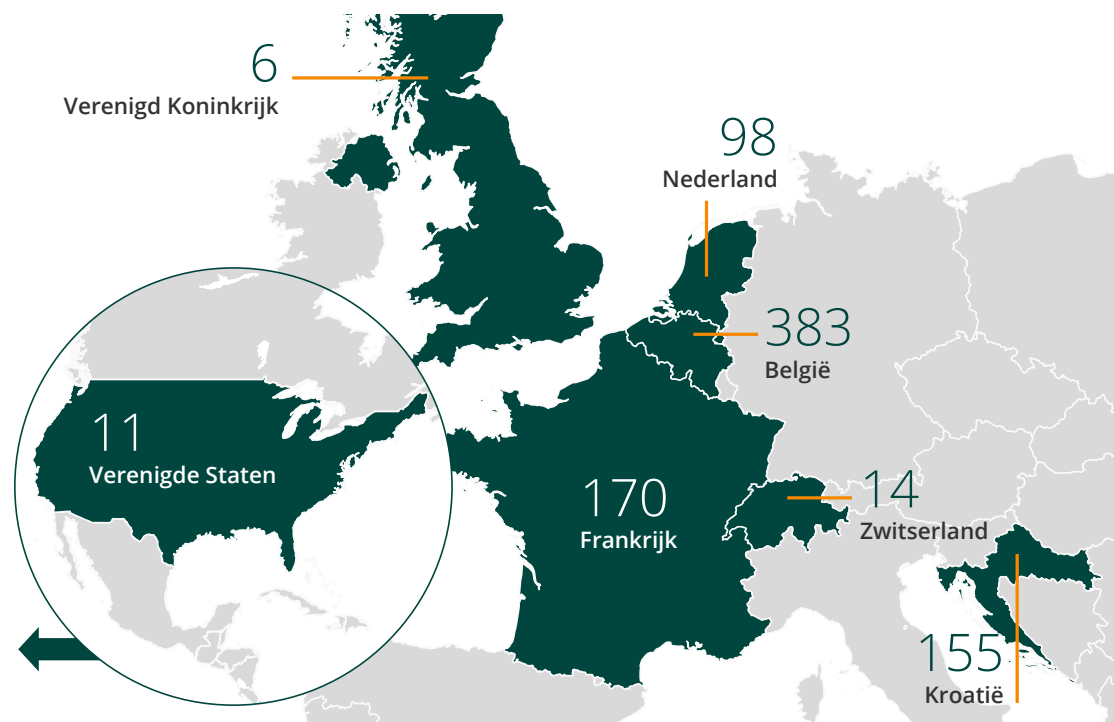 6
Verenigd Koninkrijk
98
Nederland
383
België
11
Verenigde Staten
170
Frankrijk
14
Zwitserland
155
Kroatië